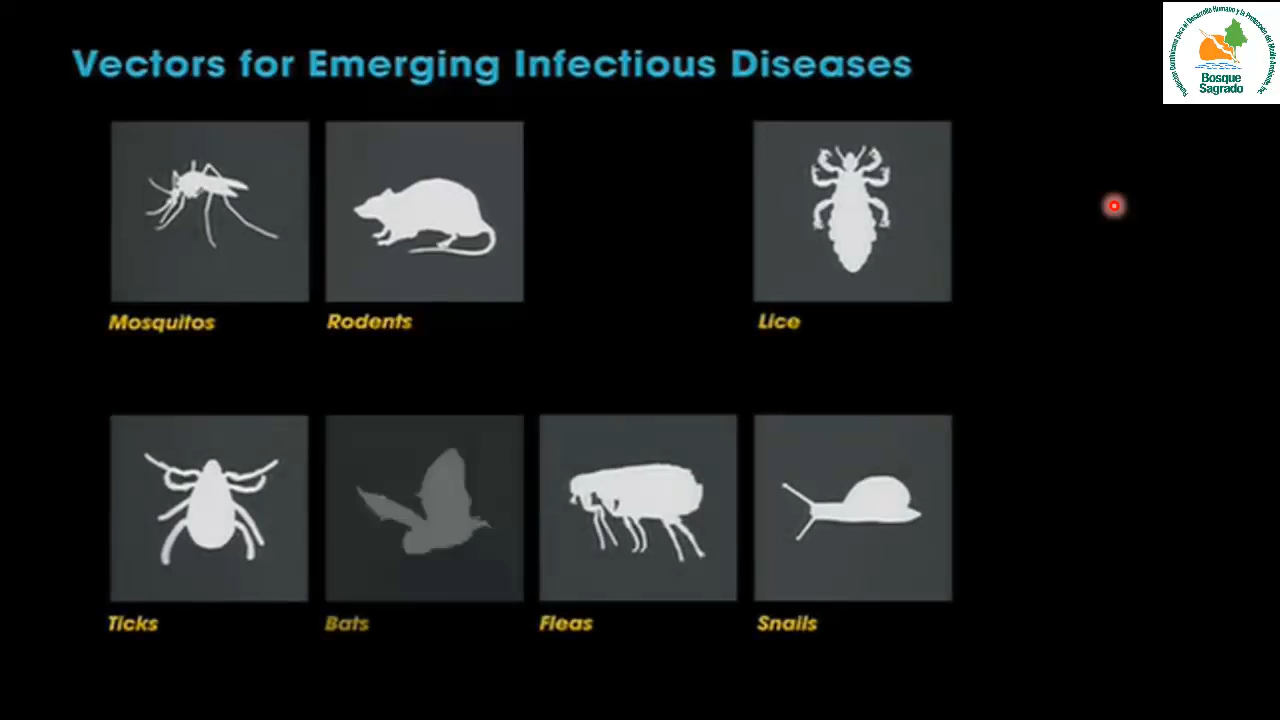 Vectors for Emerging Infectious Diseases
Bosque
Sagrado
Mosquitos
Rodents
Lice
Ticks
Bats
Fleas
Snails